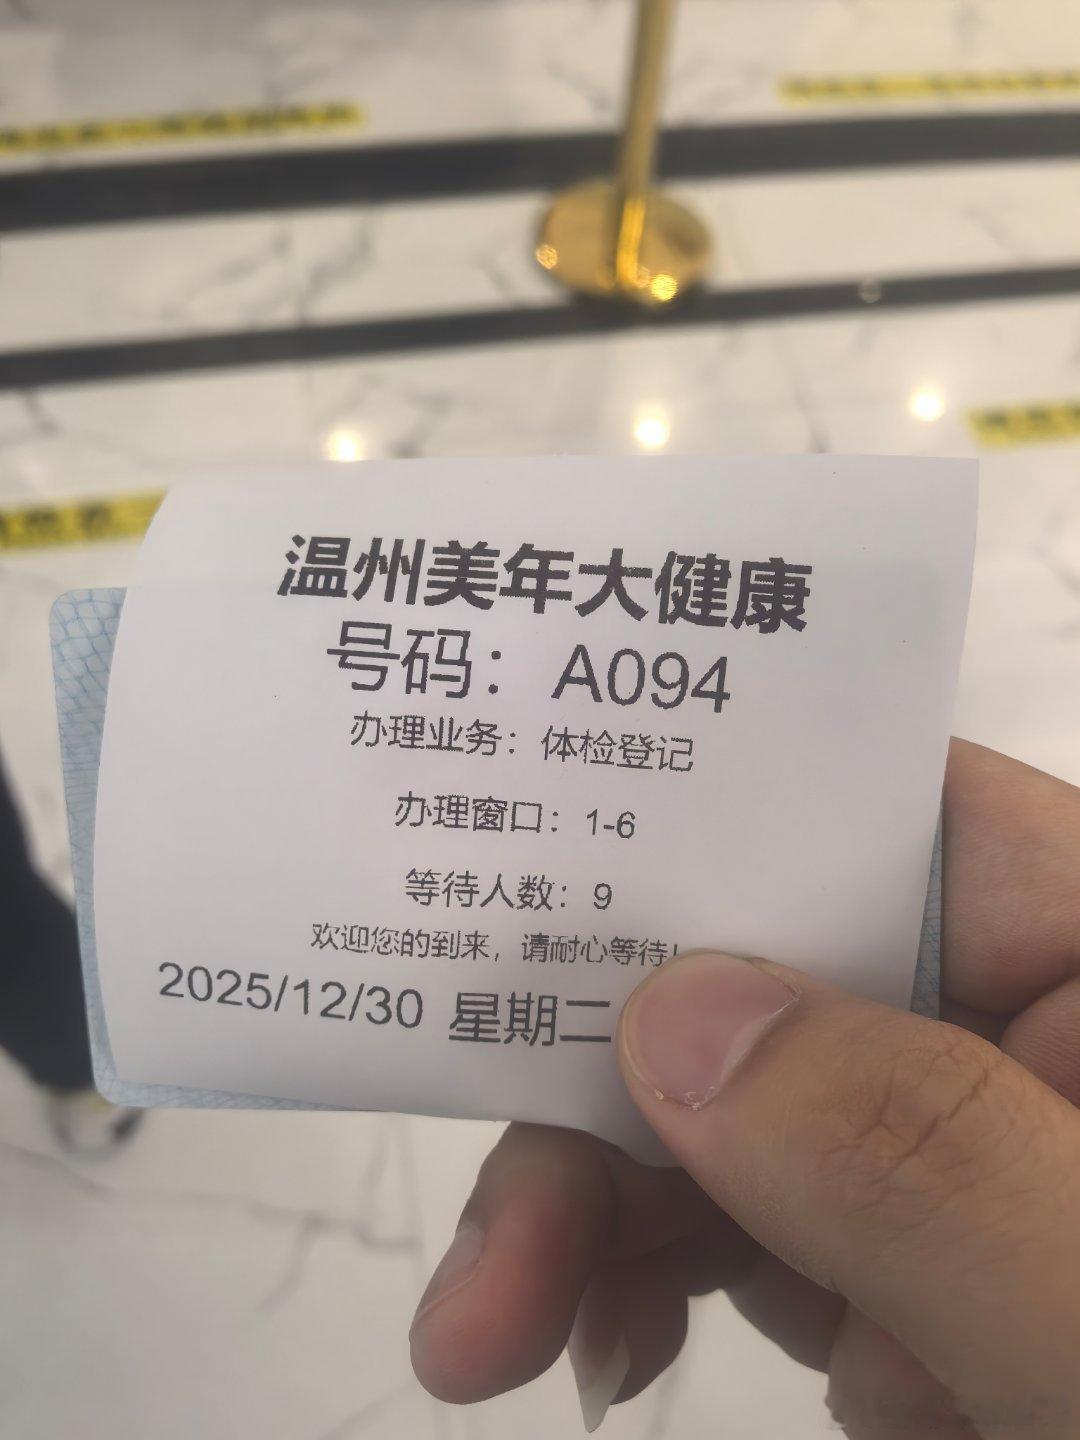 温州美年大健康
号码：A094
办理业务：体检登记
办理窗口：1-6
等待人数：9
欢迎您的到来，请耐心等待！
2025/12/30 星期二